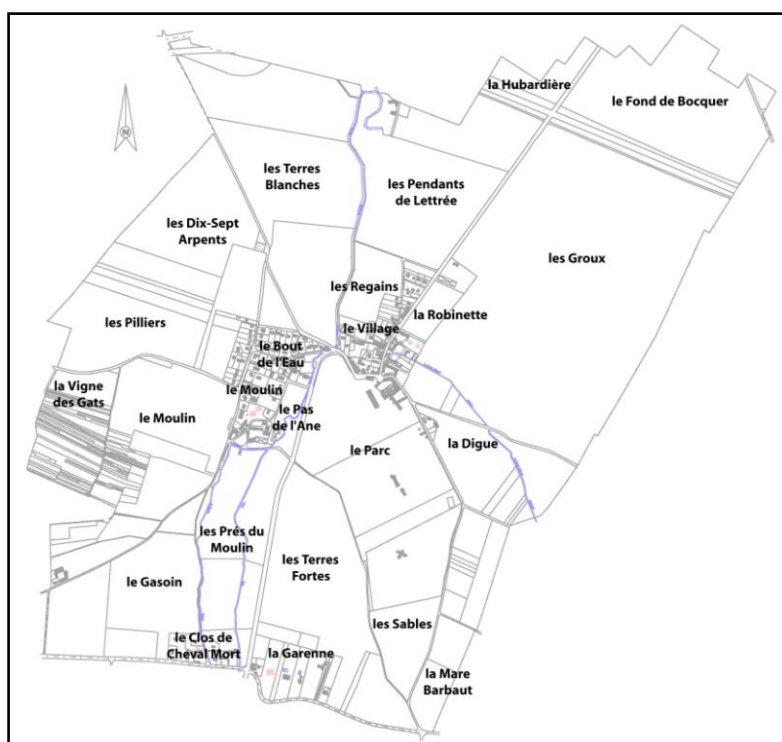 la Hubardière
le Fond de Bocquer
N
les Terres
Blanches
les Pendants
de Lettrée
les Dix-Sept
Arpents
les Groux
les Regains
la Robinette
les Pilliers
le Village
le Bout
de l'Eau
la Vigne
des Gats
le Moulin
le Moulin
le Pas
de l'Ane
le Parc
la Digue
les Prés du
Moulin
les Terres
Fortes
le Gasoin
les Sables
le Clos de
Cheval Mort
la Garenne
la Mare
Barbaut